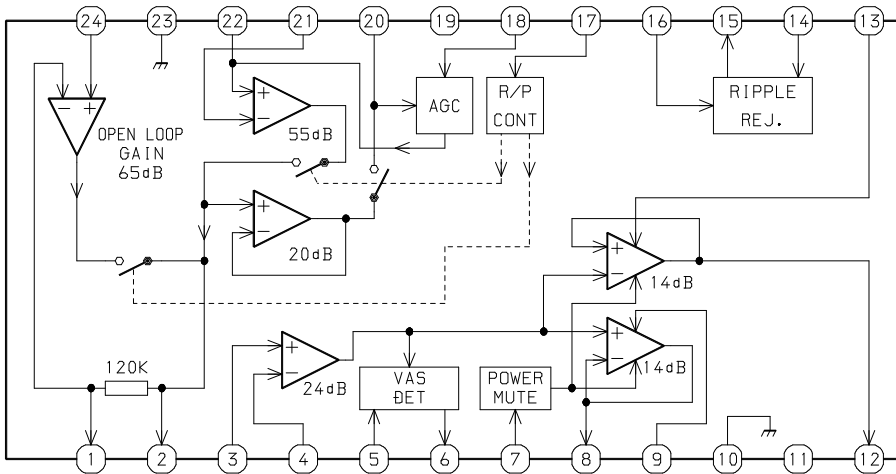 24 23 22 21 20 19 18 17 16 15 14 13
− +
OPEN LOOP
GAIN
65dB
+
−
55dB
AGC
R/P
CONT
RIPPLE
REJ.
+
−
20dB
+
−
14dB
+
−
24dB
+
−
14dB
120K
VAS
DET
POWER
MUTE
1 2 3 4 5 6 7 8 9 10 11 12